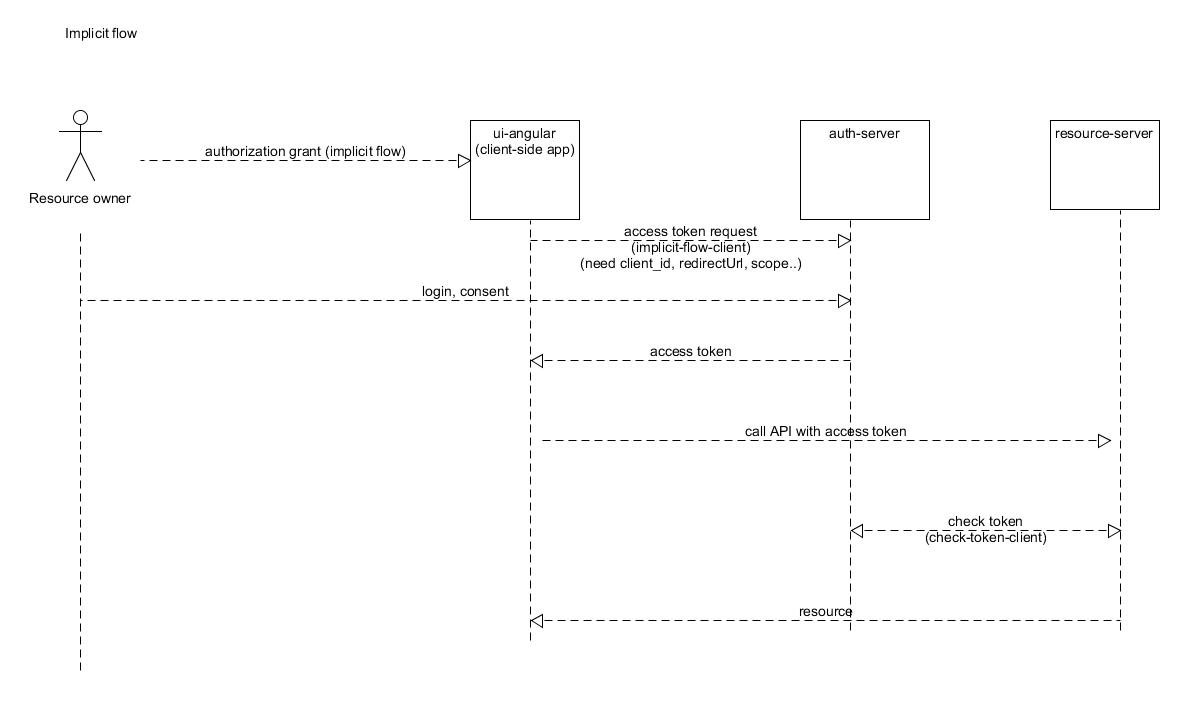 Implicit flow
ui-angular
(client-side app)
auth-server
resource-server
authorization grant (implicit flow)
Resource owner
access token request
(implicit-flow-client)
(need client_id, redirectUrl, scope..)
login, consent
access token
call API with access token
check token
(check-token-client)
resource